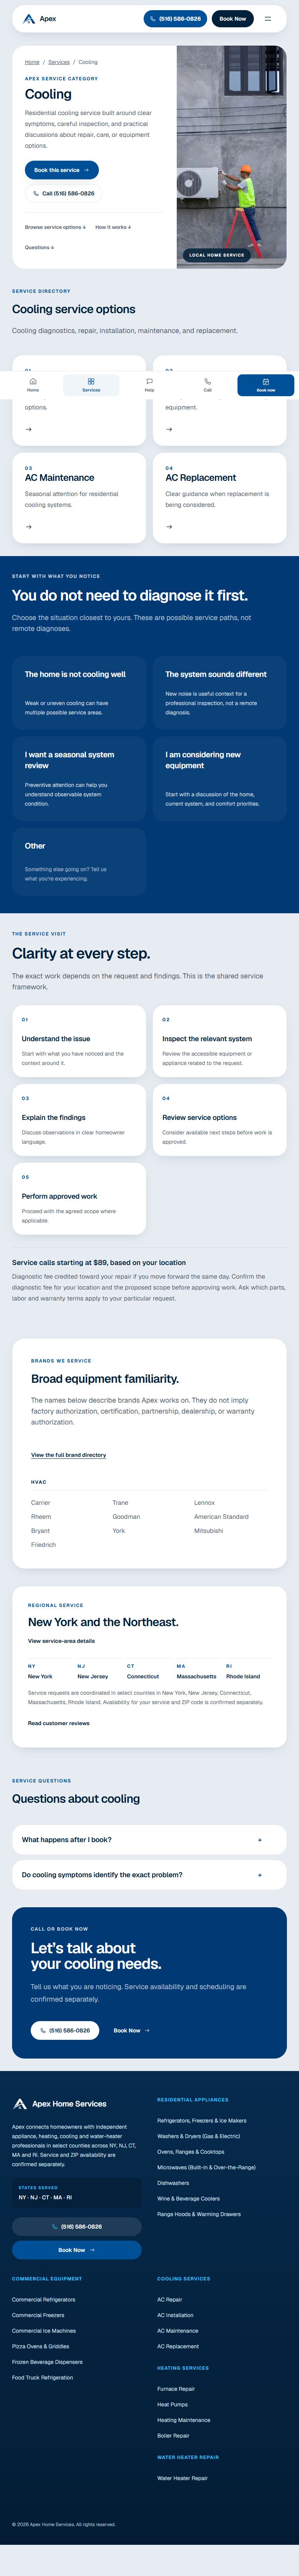 Apex
(516) 586-0826
Book Now
Home / Services / Cooling
APEX SERVICE CATEGORY
Cooling
Residential cooling service built around clear
symptoms, careful inspection, and practical
discussions about repair, care, or equipment
options.
Book this service →
Call (516) 586-0826
Browse service options ↓ How it works ↓
Questions ↓
LOCAL HOME SERVICE
SERVICE DIRECTORY
Cooling service options
Cooling diagnostics, repair, installation, maintenance, and replacement.
Home
Services
Help
Call
Book now
options.
→
equipment.
→
03
AC Maintenance
Seasonal attention for residential
cooling systems.
→
04
AC Replacement
Clear guidance when replacement is
being considered.
→
START WITH WHAT YOU NOTICE
You do not need to diagnose it first.
Choose the situation closest to yours. These are possible service paths, not
remote diagnoses.
The home is not cooling well
Weak or uneven cooling can have
multiple possible service areas.
The system sounds different
New noise is useful context for a
professional inspection, not a remote
diagnosis.
I want a seasonal system
review
Preventive attention can help you
understand observable system
condition.
I am considering new
equipment
Start with a discussion of the home,
current system, and comfort priorities.
Other
Something else going on? Tell us
what you're experiencing.
THE SERVICE VISIT
Clarity at every step.
The exact work depends on the request and findings. This is the shared service
framework.
01
Understand the issue
Start with what you have noticed and the
context around it.
02
Inspect the relevant system
Review the accessible equipment or
appliance related to the request.
03
Explain the findings
Discuss observations in clear homeowner
language.
04
Review service options
Consider available next steps before work is
approved.
05
Perform approved work
Proceed with the agreed scope where
applicable.
Service calls starting at $89, based on your location
Diagnostic fee credited toward your repair if you move forward the same day. Confirm the
diagnostic fee for your location and the proposed scope before approving work. Ask which parts,
labor and warranty terms apply to your particular request.
BRANDS WE SERVICE
Broad equipment familiarity.
The names below describe brands Apex works on. They do not imply
factory authorization, certification, partnership, dealership, or warranty
authorization.
View the full brand directory
HVAC
Carrier Trane Lennox
Rheem Goodman American Standard
Bryant York Mitsubishi
Friedrich
REGIONAL SERVICE
New York and the Northeast.
View service-area details
NY NJ CT MA RI
New York New Jersey Connecticut Massachusetts Rhode Island
Service requests are coordinated in select counties in New York, New Jersey, Connecticut,
Massachusetts, Rhode Island. Availability for your service and ZIP code is confirmed separately.
Read customer reviews
SERVICE QUESTIONS
Questions about cooling
What happens after I book? +
Do cooling symptoms identify the exact problem? +
CALL OR BOOK NOW
Let's talk about
your cooling needs.
Tell us what you are noticing. Service availability and scheduling are
confirmed separately.
(516) 586-0826
Book Now →
Apex Home Services
Apex connects homeowners with independent
appliance, heating, cooling and water-heater
professionals in select counties across NY, NJ, CT,
MA and RI. Service and ZIP availability are
confirmed separately.
STATES SERVED
NY · NJ · CT · MA · RI
(516) 586-0826
Book Now →
RESIDENTIAL APPLIANCES
Refrigerators, Freezers & Ice Makers
Washers & Dryers (Gas & Electric)
Ovens, Ranges & Cooktops
Microwaves (Built-in & Over-the-Range)
Dishwashers
Wine & Beverage Coolers
Range Hoods & Warming Drawers
COMMERCIAL EQUIPMENT
Commercial Refrigerators
Commercial Freezers
Commercial Ice Machines
Pizza Ovens & Griddles
Frozen Beverage Dispensers
Food Truck Refrigeration
COOLING SERVICES
AC Repair
AC Installation
AC Maintenance
AC Replacement
HEATING SERVICES
Furnace Repair
Heat Pumps
Heating Maintenance
Boiler Repair
WATER HEATER REPAIR
Water Heater Repair
© 2026 Apex Home Services. All rights reserved.